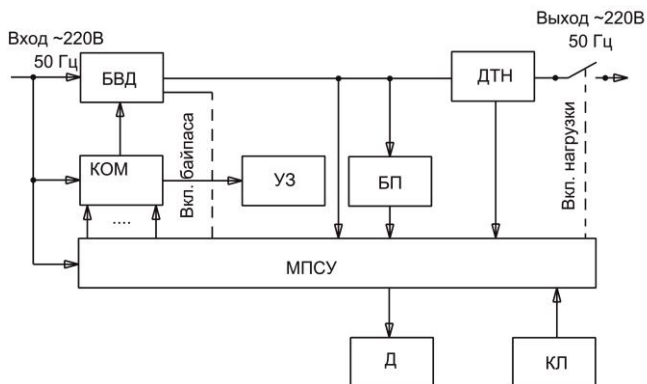 Вход ~220В
50 Гц
Выход ~220В
50 Гц
БВД
ДТН
КОМ
УЗ
Вкл. байпаса
БП
Вкл. нагрузки
....
МПСУ
Д
КЛ